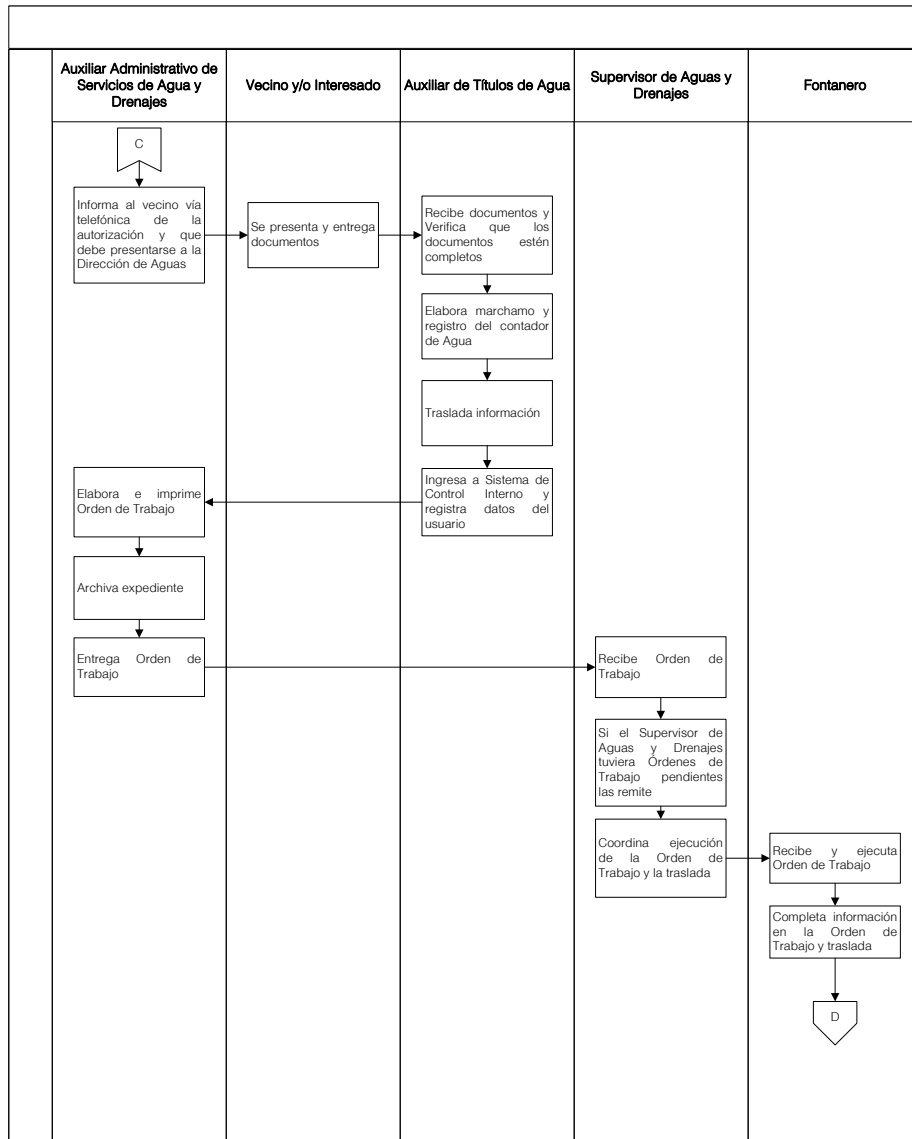 Auxiliar Administrativo de
Servicios de Agua y
Drenajes
Vecino y/o Interesado
Auxiliar de Títulos de Agua
Supervisor de Aguas y
Drenajes
Fontanero
C
Informa al vecino vía
telefónica de la
autorización y que
debe presentarse a la
Dirección de Aguas
Se presenta y entrega
documentos
Recibe documentos y
Verifica que los
documentos estén
completos
Elabora marchamo y
registro del contador
de Agua
Traslada información
Ingresa a Sistema de
Control Interno y
registra datos del
usuario
Elabora e imprime
Orden de Trabajo
Archiva expediente
Entrega Orden de
Trabajo
Recibe Orden de
Trabajo
Si el Supervisor de
Aguas y Drenajes
tuviera Órdenes de
Trabajo pendientes
las remite
Coordina ejecución
de la Orden de
Trabajo y la traslada
Recibe y ejecuta
Orden de Trabajo
Completa información
en la Orden de
Trabajo y traslada
D